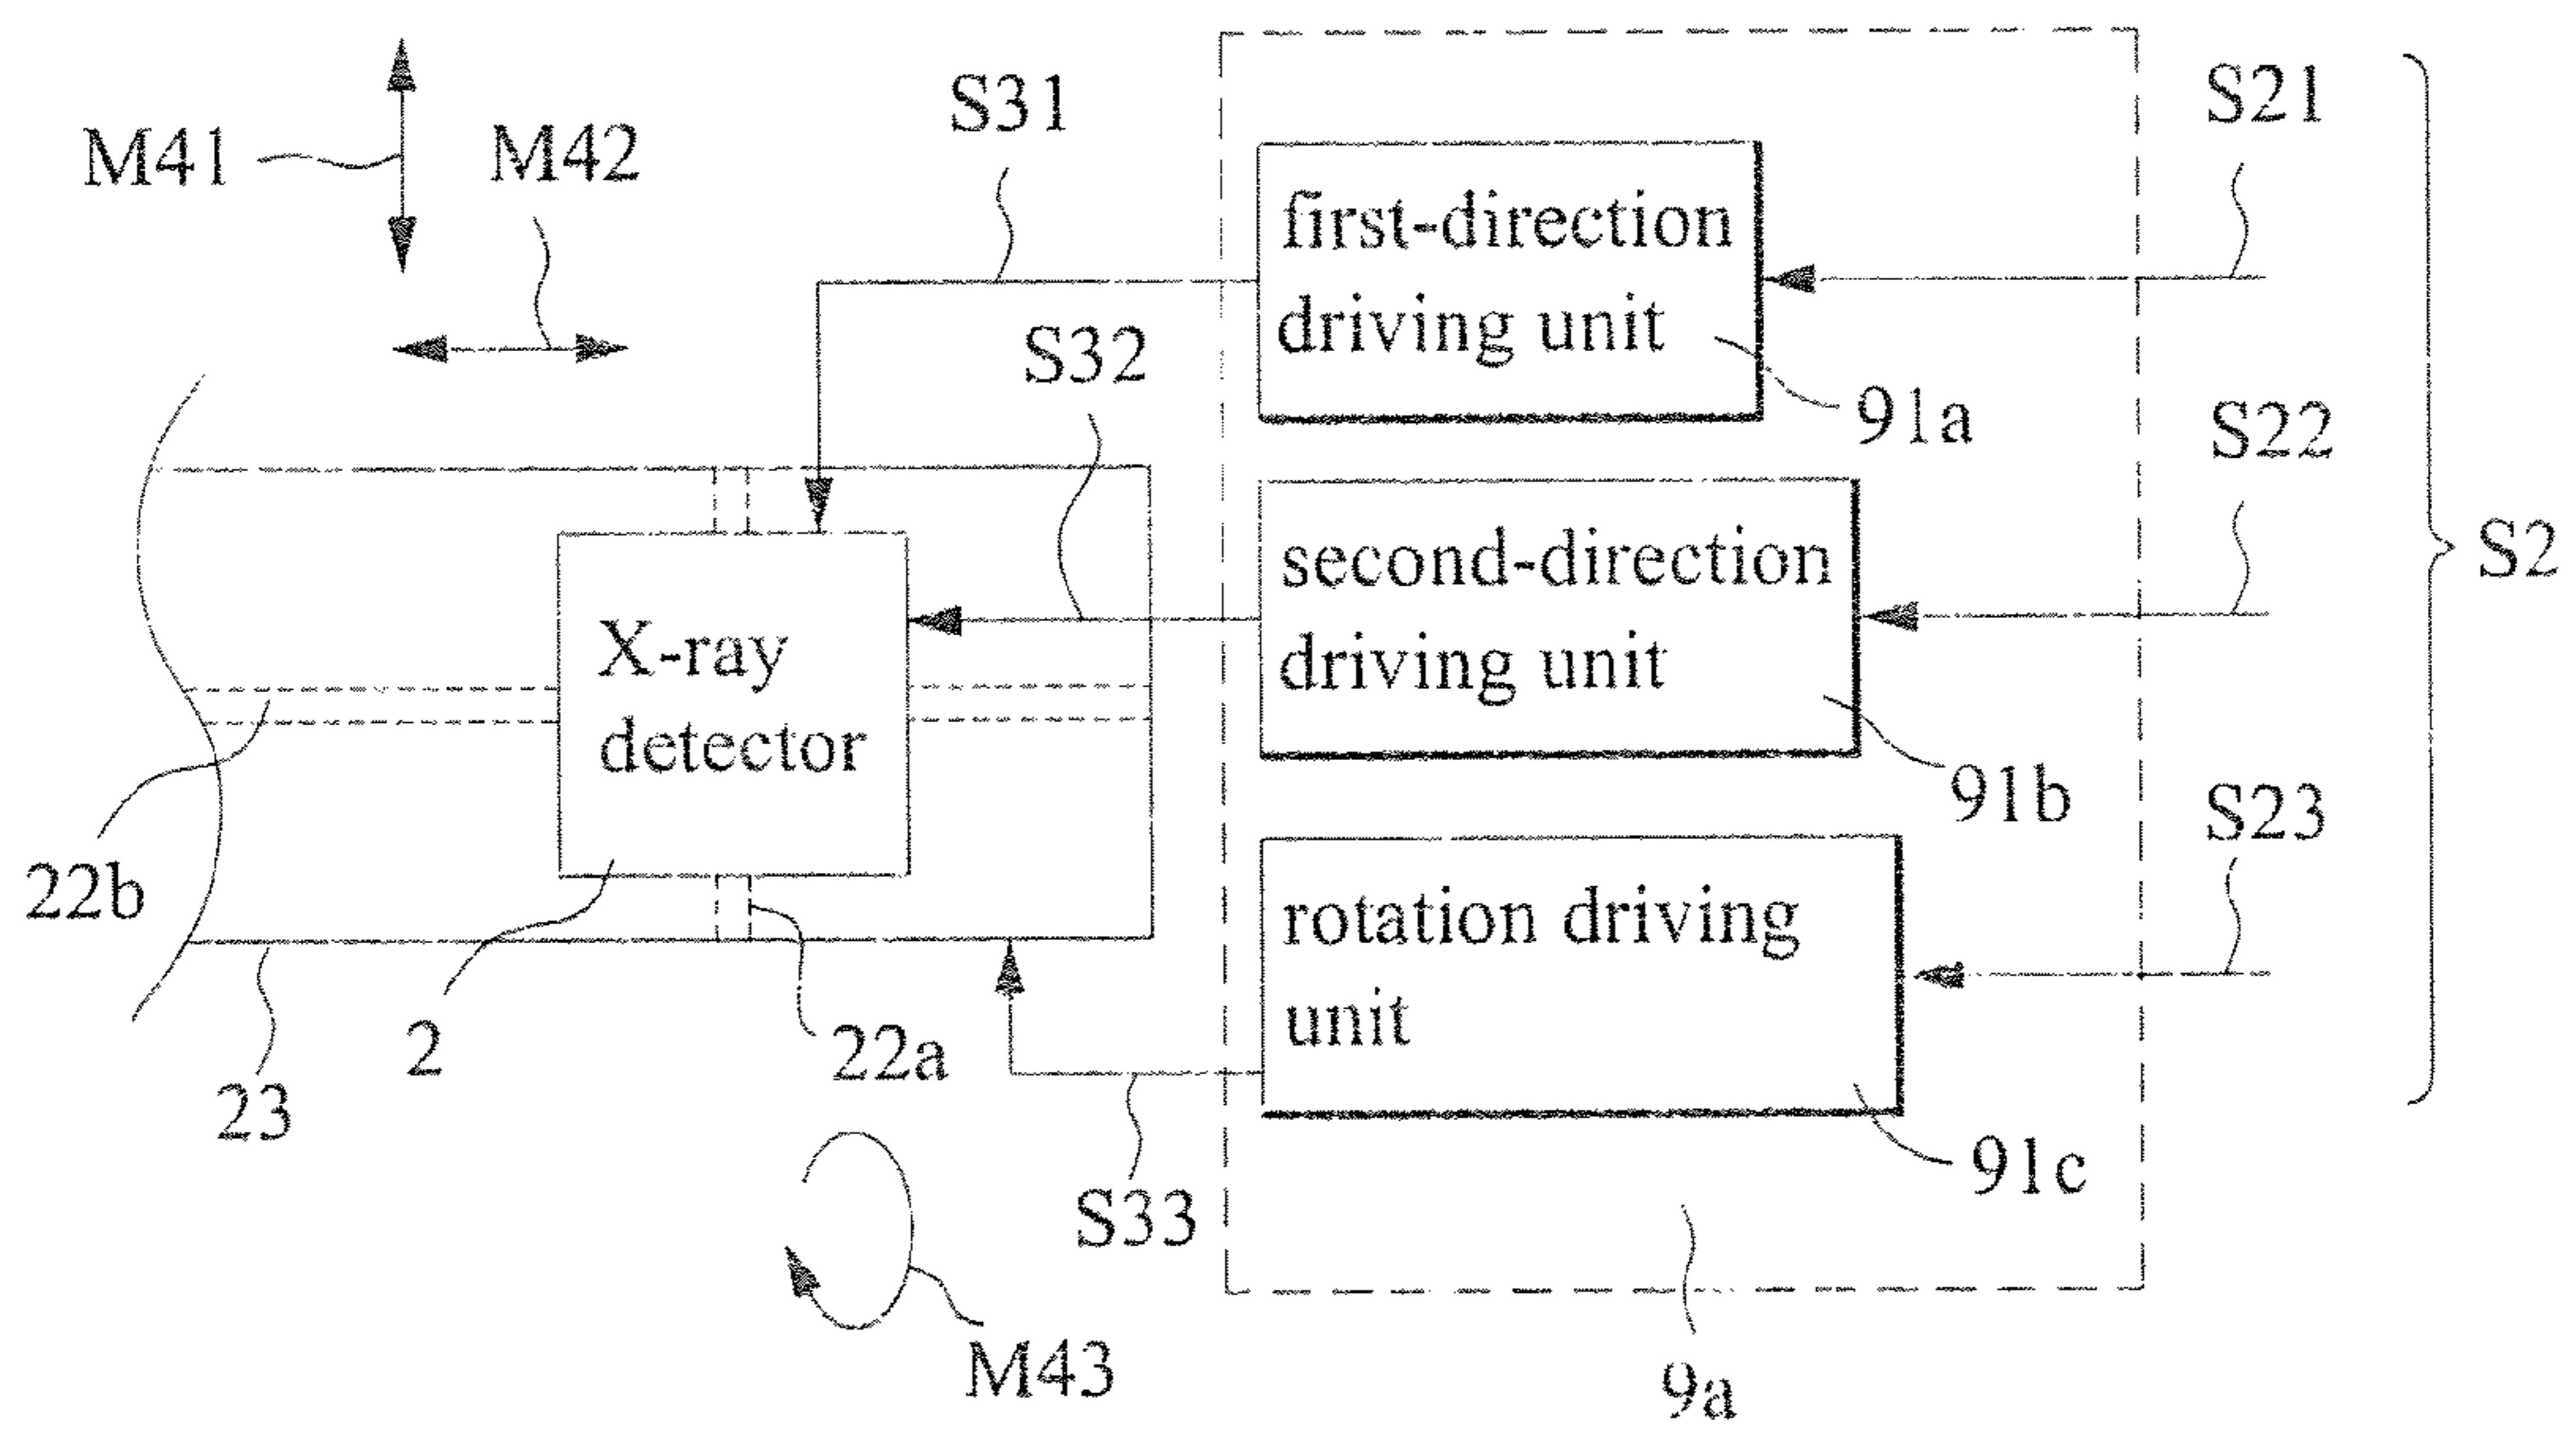 S21
S31
M41
M42
first-direction
driving unit
S32
91a
S22
S2
second-direction
driving unit
X-ray
detector
91b
S23
22b
rotation driving
unit
2
22a
23
91c
S33
M43
9a